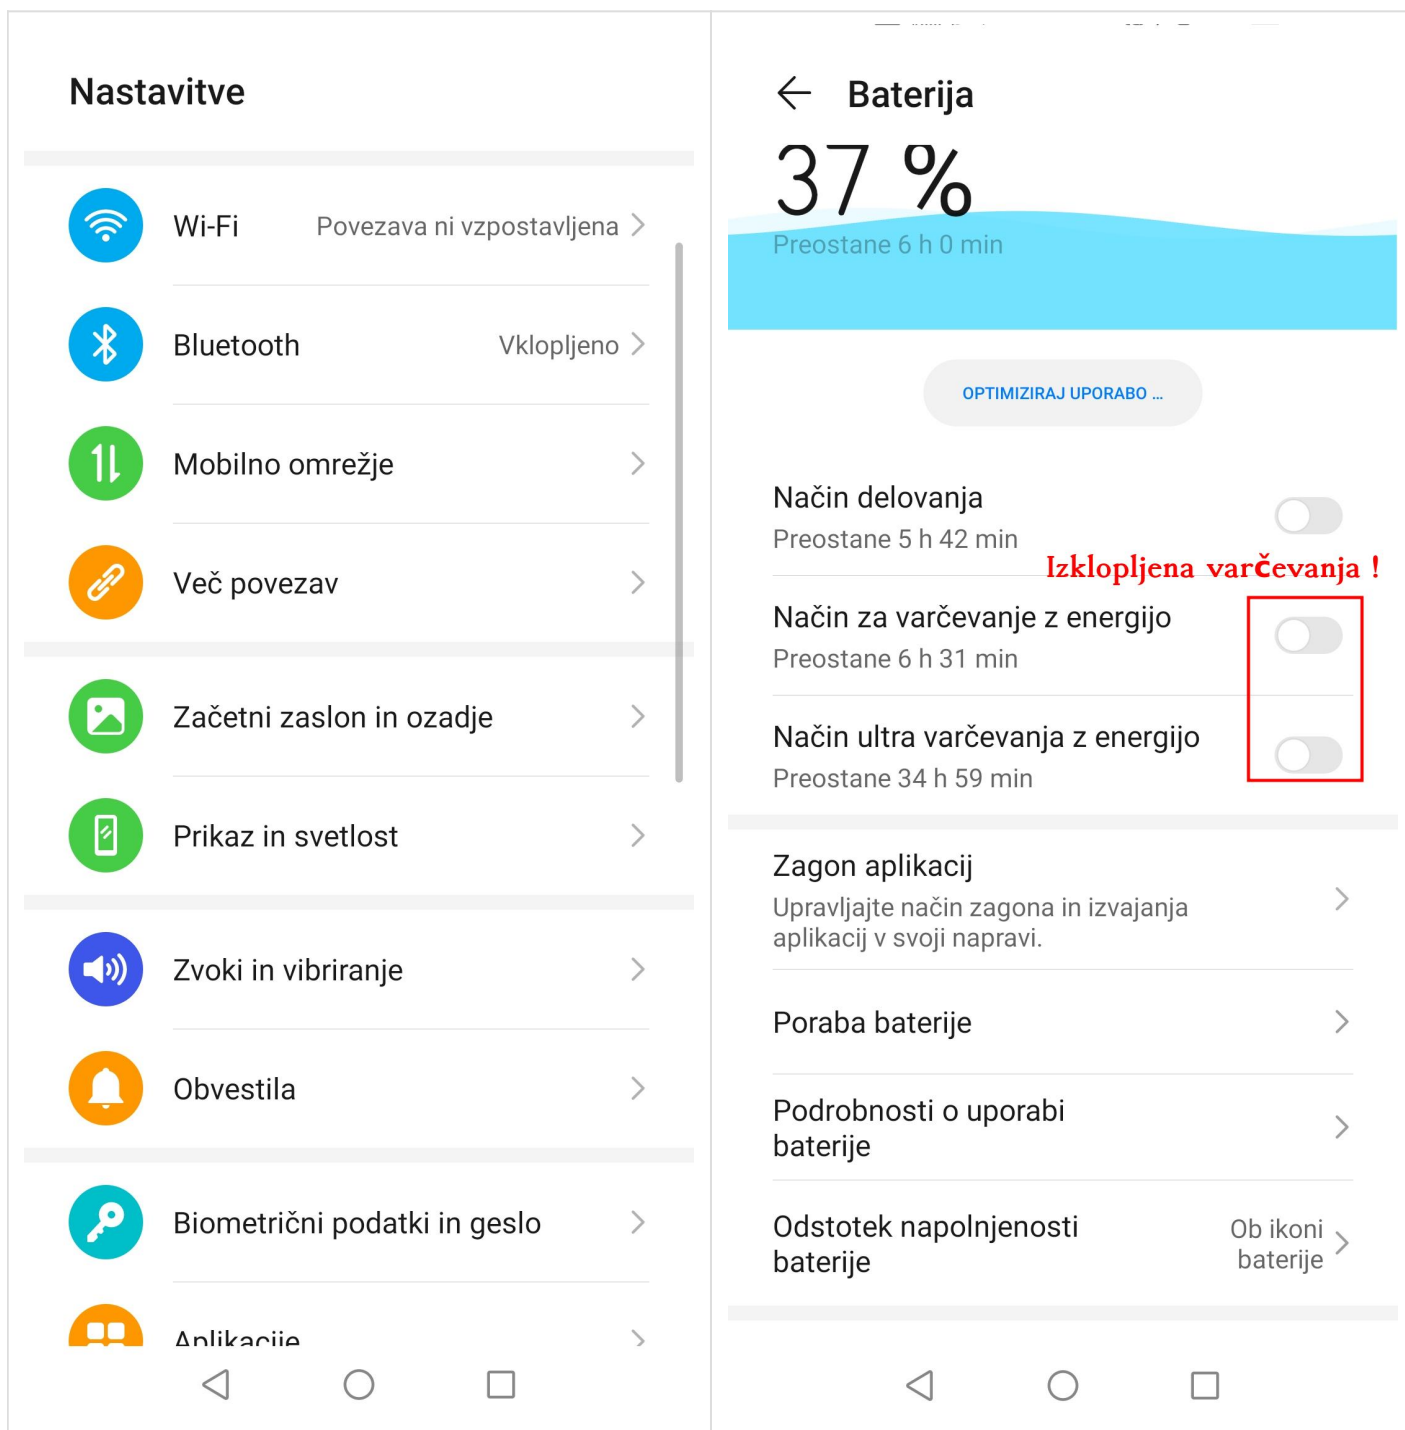 Nastavitve
Wi-Fi Povezava ni vzpostavljena
Bluetooth Vklopljeno
Mobilno omrežje
Več povezav
Začetni zaslon in ozadje
Prikaz in svetlost
Zvoki in vibriranje
Obvestila
Biometrični podatki in geslo
Aplikacije
Baterija
37 %
Preostane 6 h 0 min
OPTIMIZIRAJ UPORABO ...
Način delovanja
Preostane 5 h 42 min
Izklopljena varčevanja !
Način za varčevanje z energijo
Preostane 6 h 31 min
Način ultra varčevanja z energijo
Preostane 34 h 59 min
Zagon aplikacij
Upravljajte način zagona in izvajanja
aplikacij v svoji napravi.
Poraba baterije
Podrobnosti o uporabi
baterije
Odstotek napolnjenosti
baterije
Ob ikoni
baterije